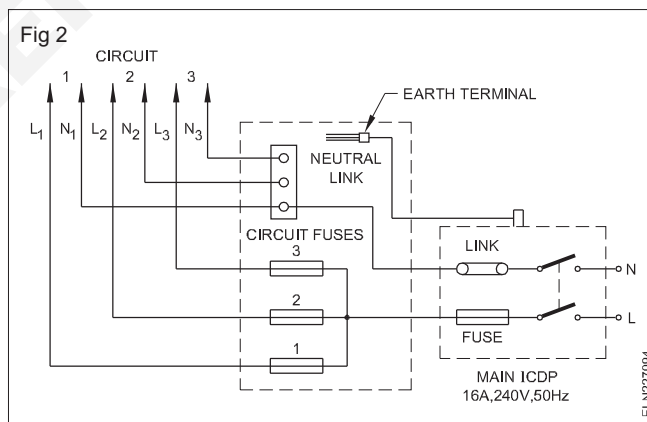 Fig 2
CIRCUIT
1 2 3
L1 N1 L2 N2 L3 N3
EARTH TERMINAL
NEUTRAL
LINK
CIRCUIT FUSES
3
2
1
LINK
N
FUSE
L
MAIN ICDP
16A,240V,50Hz